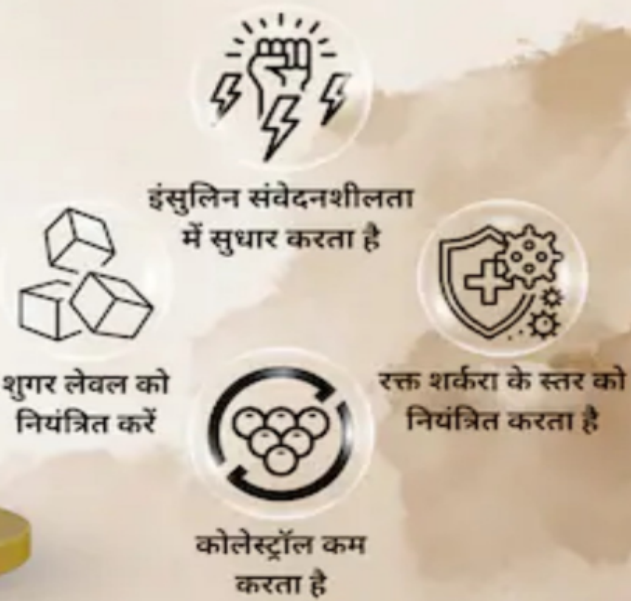 इंसुलिन संवेदनशीलता
में सुधार करता है
शुगर लेवल को
नियंत्रित करें
रक्त शर्करा के स्तर को
नियंत्रित करता है
कोलेस्ट्रॉल कम
करता है